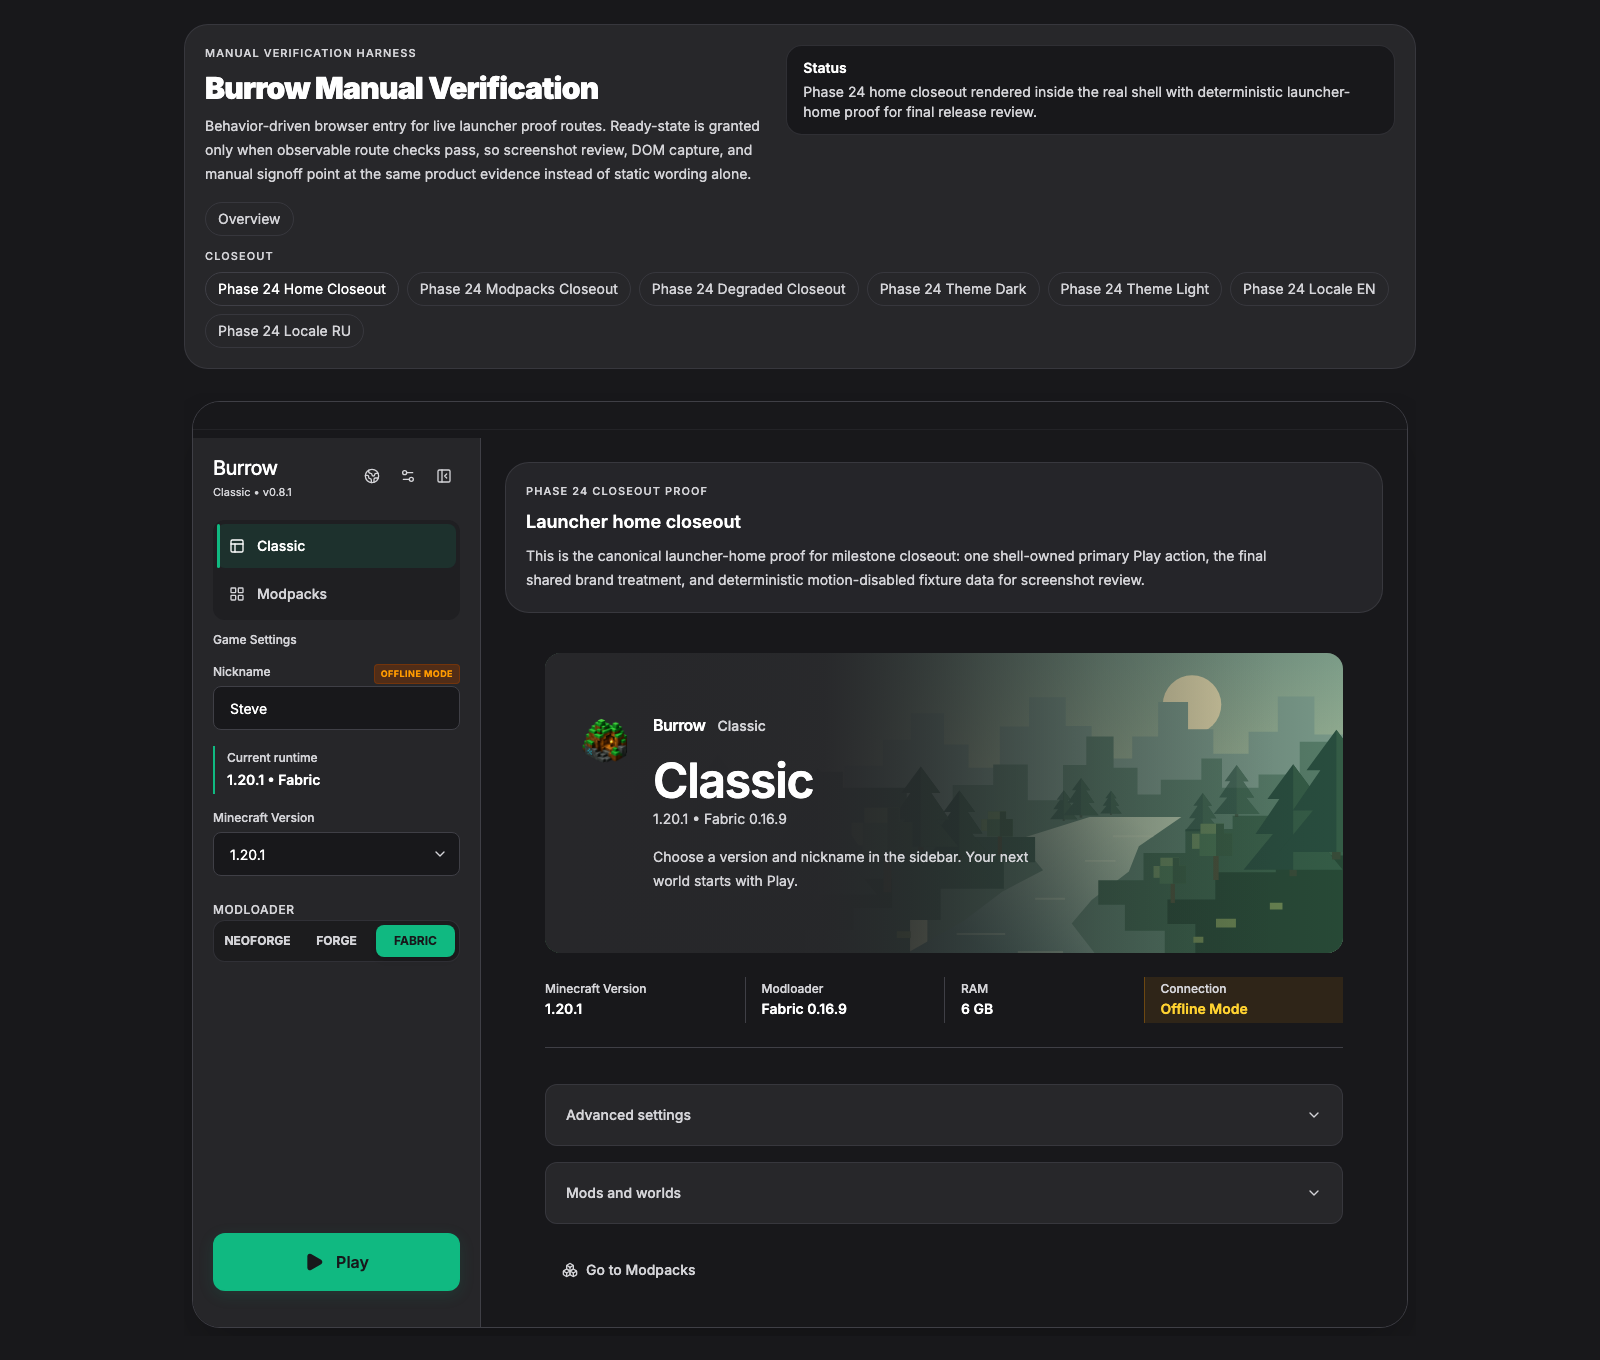 MANUAL VERIFICATION HARNESS
Burrow Manual Verification
Behavior-driven browser entry for live launcher proof routes. Ready-state is granted
only when observable route checks pass, so screenshot review, DOM capture, and
manual signoff point at the same product evidence instead of static wording alone.
Status
Phase 24 home closeout rendered inside the real shell with deterministic launcher-
home proof for final release review.
Overview
CLOSEOUT
Phase 24 Home Closeout
Phase 24 Modpacks Closeout
Phase 24 Degraded Closeout
Phase 24 Theme Dark
Phase 24 Theme Light
Phase 24 Locale EN
Phase 24 Locale RU
Burrow
Classic • v0.8.1
Classic
Modpacks
Game Settings
Nickname
OFFLINE MODE
Steve
Current runtime
1.20.1 • Fabric
Minecraft Version
1.20.1
MODLOADER
NEOFORGE
FORGE
FABRIC
Play
PHASE 24 CLOSEOUT PROOF
Launcher home closeout
This is the canonical launcher-home proof for milestone closeout: one shell-owned primary Play action, the final
shared brand treatment, and deterministic motion-disabled fixture data for screenshot review.
Burrow Classic
Classic
1.20.1 • Fabric 0.16.9
Choose a version and nickname in the sidebar. Your next
world starts with Play.
Minecraft Version
1.20.1
Modloader
Fabric 0.16.9
RAM
6 GB
Connection
Offline Mode
Advanced settings
Mods and worlds
Go to Modpacks